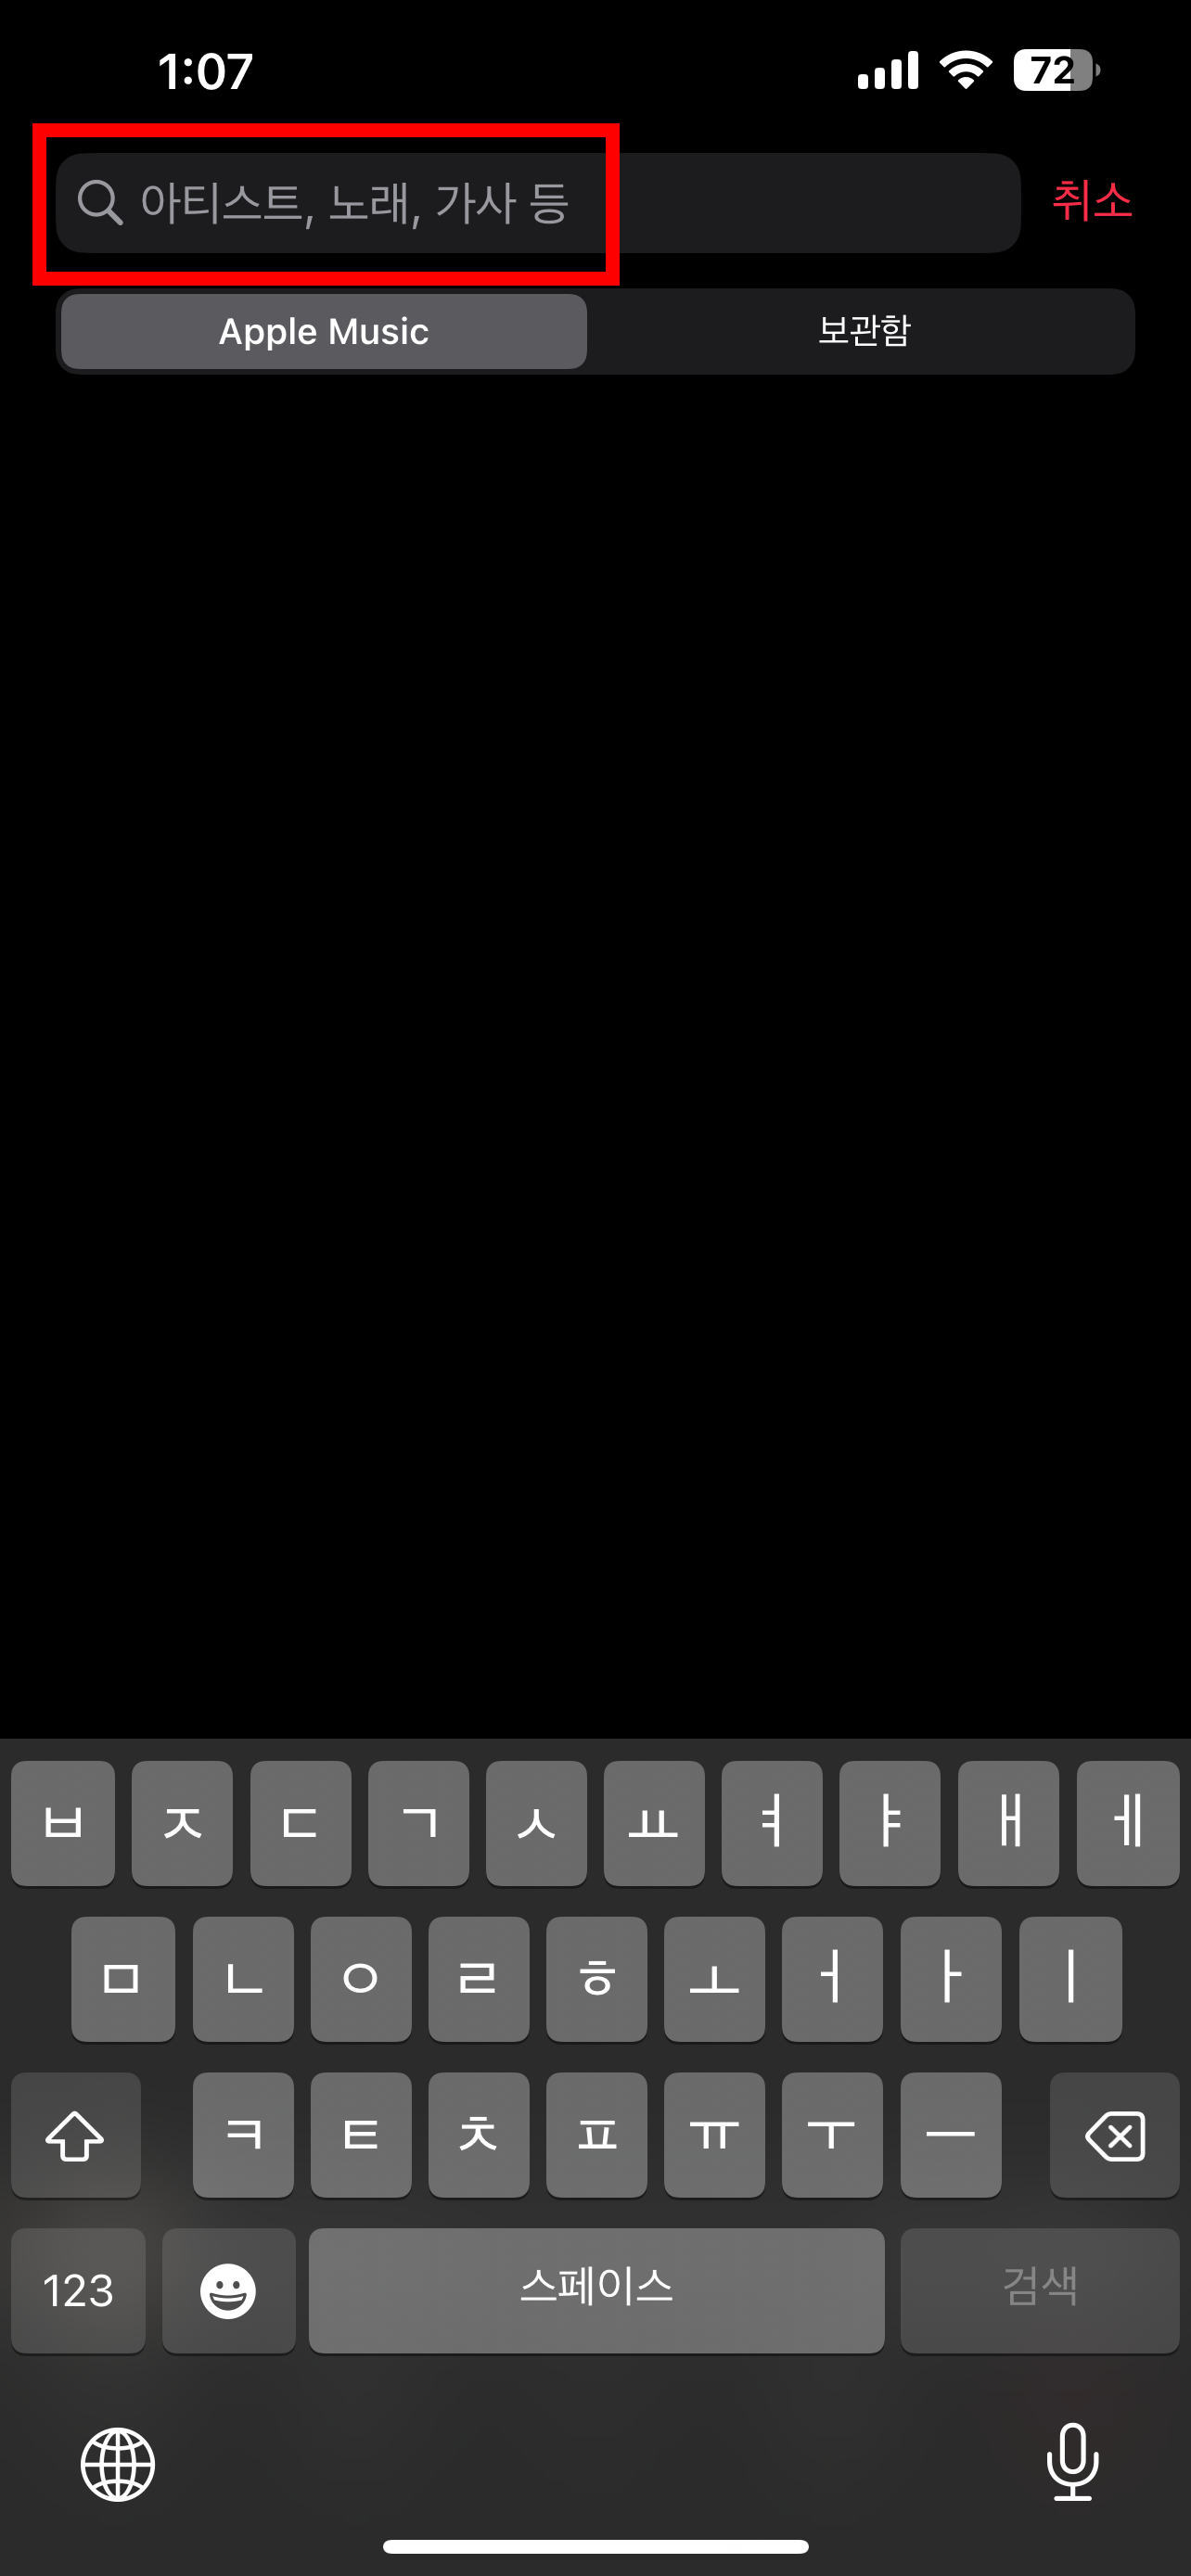 1:07
72
아티스트, 노래, 가사 등
취소
Apple Music
보관함
ㅂ ㅈ ㄷ ㄱ ㅅ ㅛ ㅕ ㅑ ㅐ ㅔ
ㅁ ㄴ ㅇ ㄹ ㅎ ㅗ ㅓ ㅏ ㅣ
ㅋ ㅌ ㅊ ㅍ ㅠ ㅜ ㅡ
123 스페이스 검색